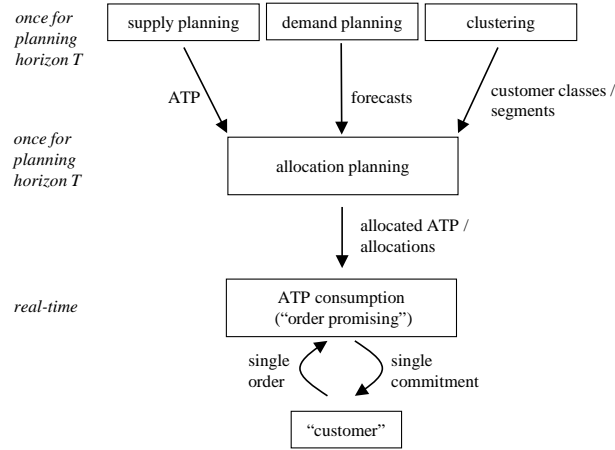 once for
planning
horizon T
supply planning
demand planning
clustering
ATP
forecasts
customer classes /
segments
once for
planning
horizon T
allocation planning
allocated ATP /
allocations
real-time
ATP consumption
(“order promising”)
single
order
single
commitment
“customer”